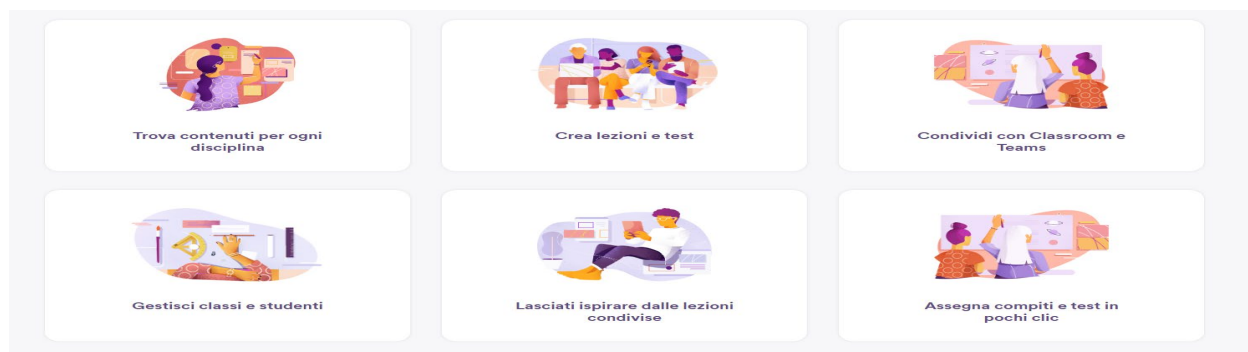 Trova contenuti per ogni
disciplina
Crea lezioni e test
Condividi con Classroom e
Teams
Gestisci classi e studenti
Lasciati ispirare dalle lezioni
condivise
Assegna compiti e test in
pochi clic